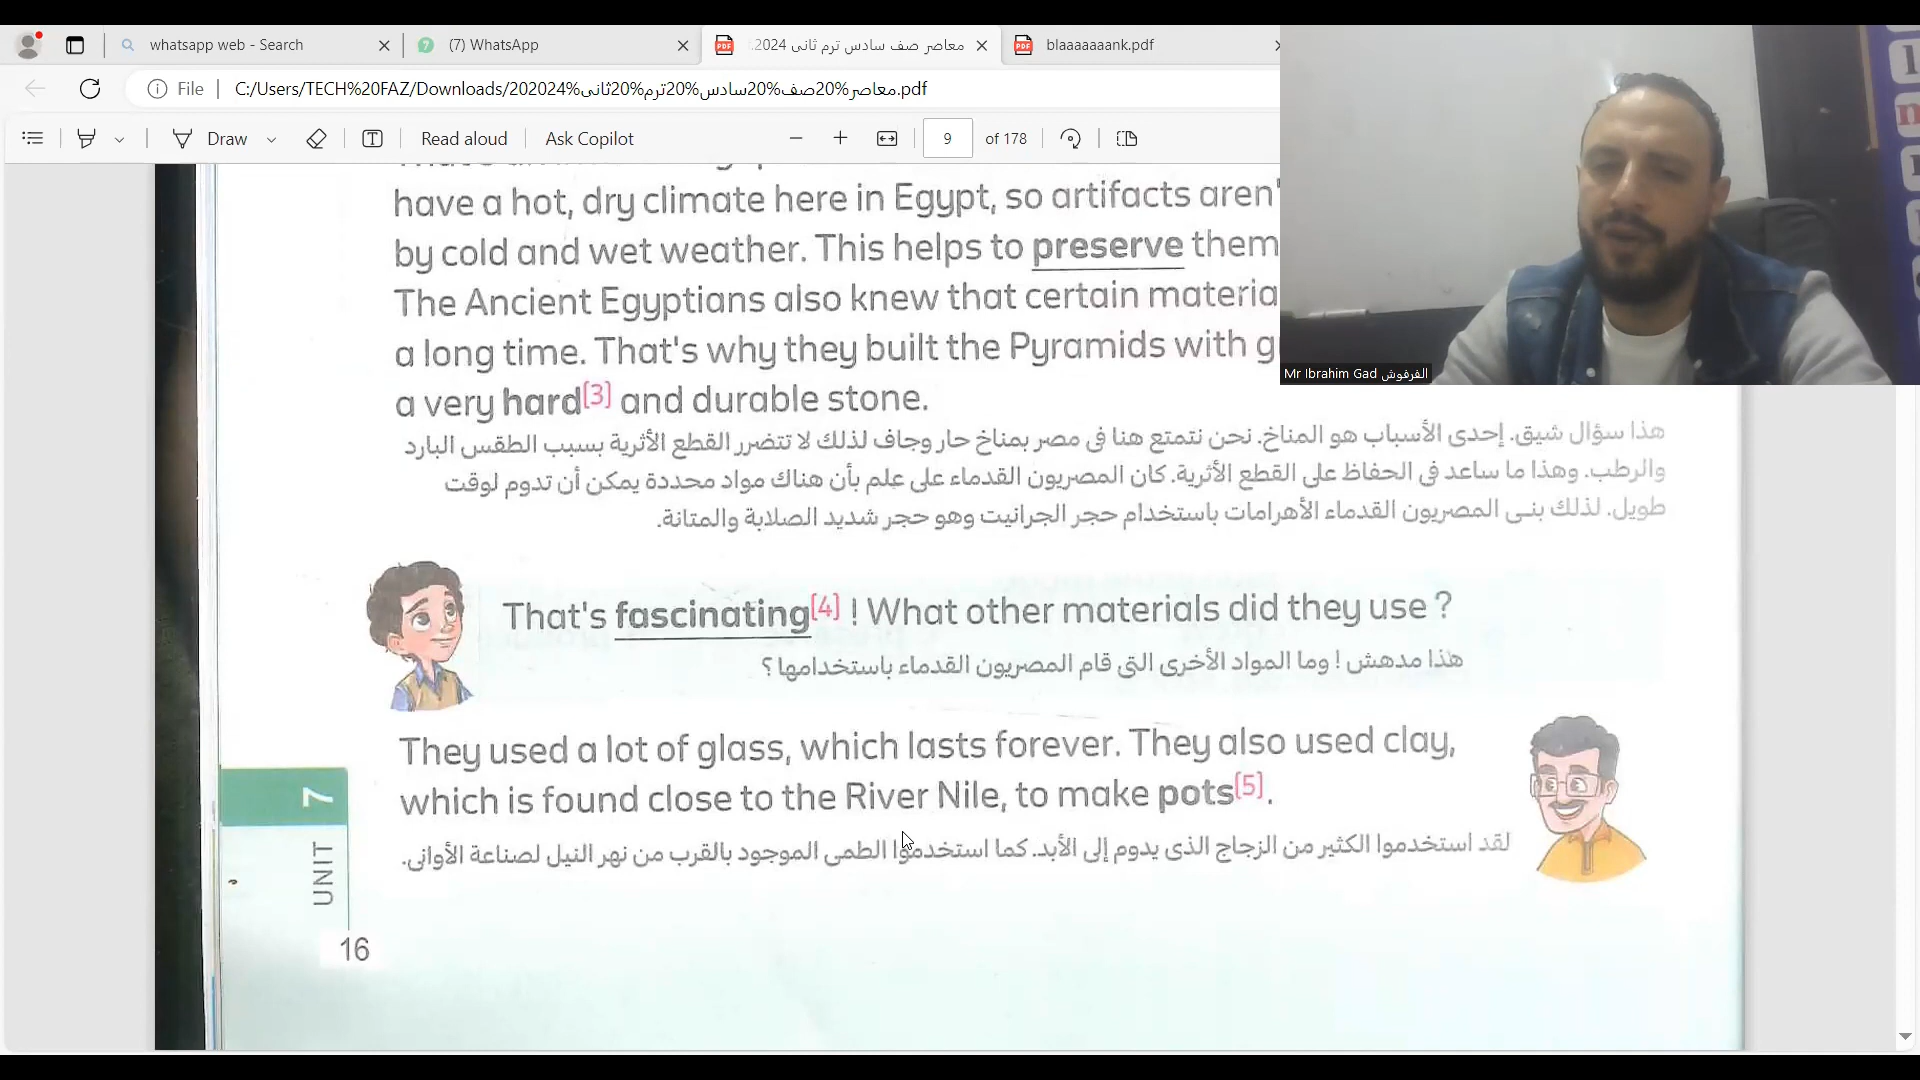 whatsapp web - Search
(7) WhatsApp
معاصر صف سادس ترم ثانى 2024.
blaaaaaaank.pdf
File
C:/Users/TECH%20FAZ/Downloads/202024%معاصر%20صف%20سادس%20ترم%20ثانى.pdf
Draw
Read aloud
Ask Copilot
9
of 178
have a hot, dry climate here in Egypt, so artifacts aren'
by cold and wet weather. This helps to preserve them
The Ancient Egyptians also knew that certain materia
a long time. That's why they built the Pyramids with g
a very hard[3] and durable stone.
هذا سؤال شيق. إحدى الأسباب هو المناخ. نحن نتمتع هنا فى مصر بمناخ حار وجاف لذلك لا تتضرر القطع الأثرية بسبب الطقس البارد
والرطب. وهذا ما ساعد فى الحفاظ على القطع الأثرية. كان المصريون القدماء على علم بأن هناك مواد محددة يمكن أن تدوم لوقت
طويل. لذلك بنـى المصريون القدماء الأهرامات باستخدام حجر الجرانيت وهو حجر شديد الصلابة والمتانة.
That's fascinating[4] ! What other materials did they use ?
هذا مدهش ! وما المواد الأخرى التى قام المصريون القدماء باستخدامها ؟
They used a lot of glass, which lasts forever. They also used clay,
which is found close to the River Nile, to make pots[5].
لقد استخدموا الكثير من الزجاج الذى يدوم إلى الأبد. كما استخدموا الطمى الموجود بالقرب من نهر النيل لصناعة الأوانى.
UNIT 7
16
Mr Ibrahim Gad الفرفوش